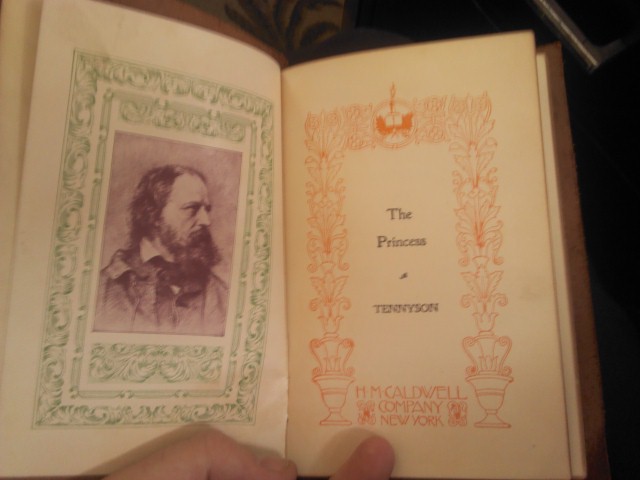 The
Princess
TENNYSON
H·M·CALDWELL
COMPANY
NEW YORK